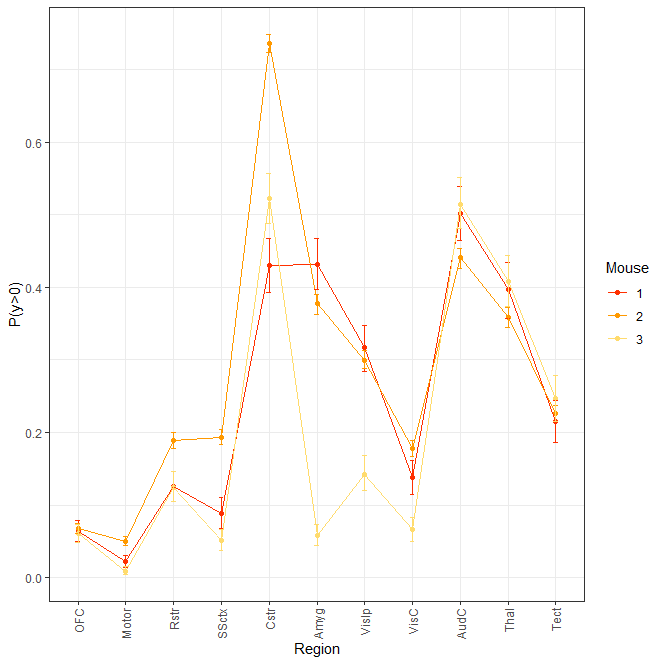 P(y>0)
0.6
0.4
0.2
0.0
OFC
Motor
Rstr
SSctx
Cstr
Amyg
VisIp
VisC
AudC
Thal
Tect
Region
Mouse
1
2
3